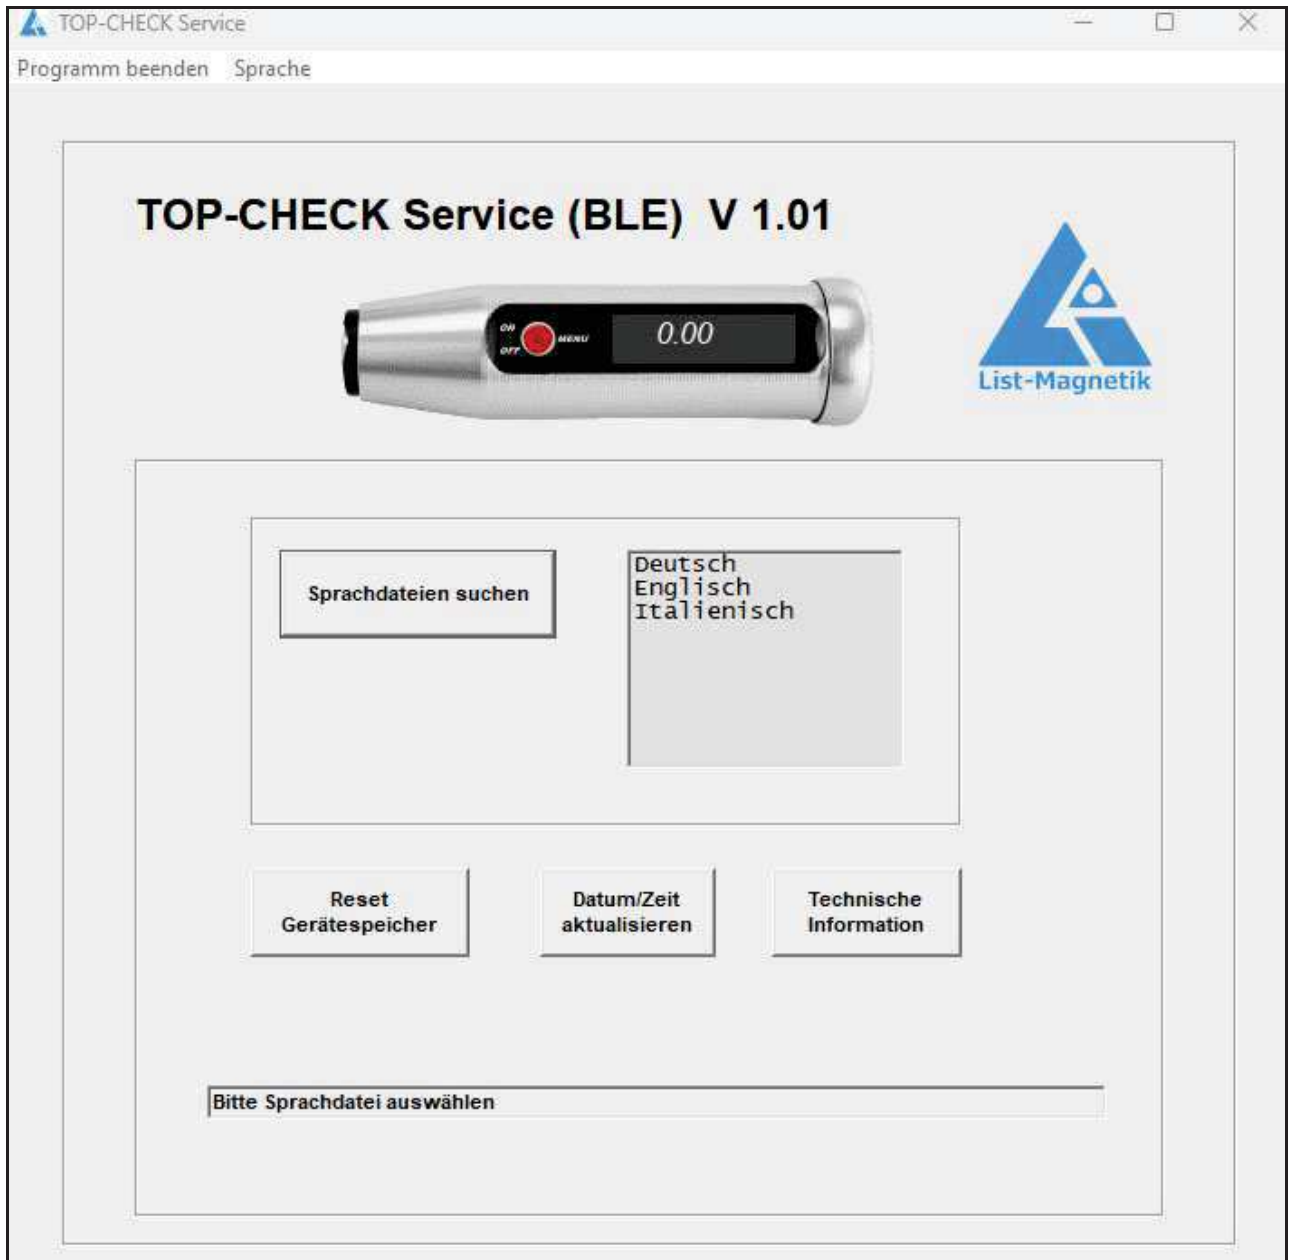 TOP-CHECK Service
Programm beenden Sprache
TOP-CHECK Service (BLE) V 1.01
ON
OFF
MENU
0.00
List-Magnetik
Sprachdateien suchen
Deutsch
Englisch
Italienisch
Reset
Gerätespeicher
Datum/Zeit
aktualisieren
Technische
Information
Bitte Sprachdatei auswählen